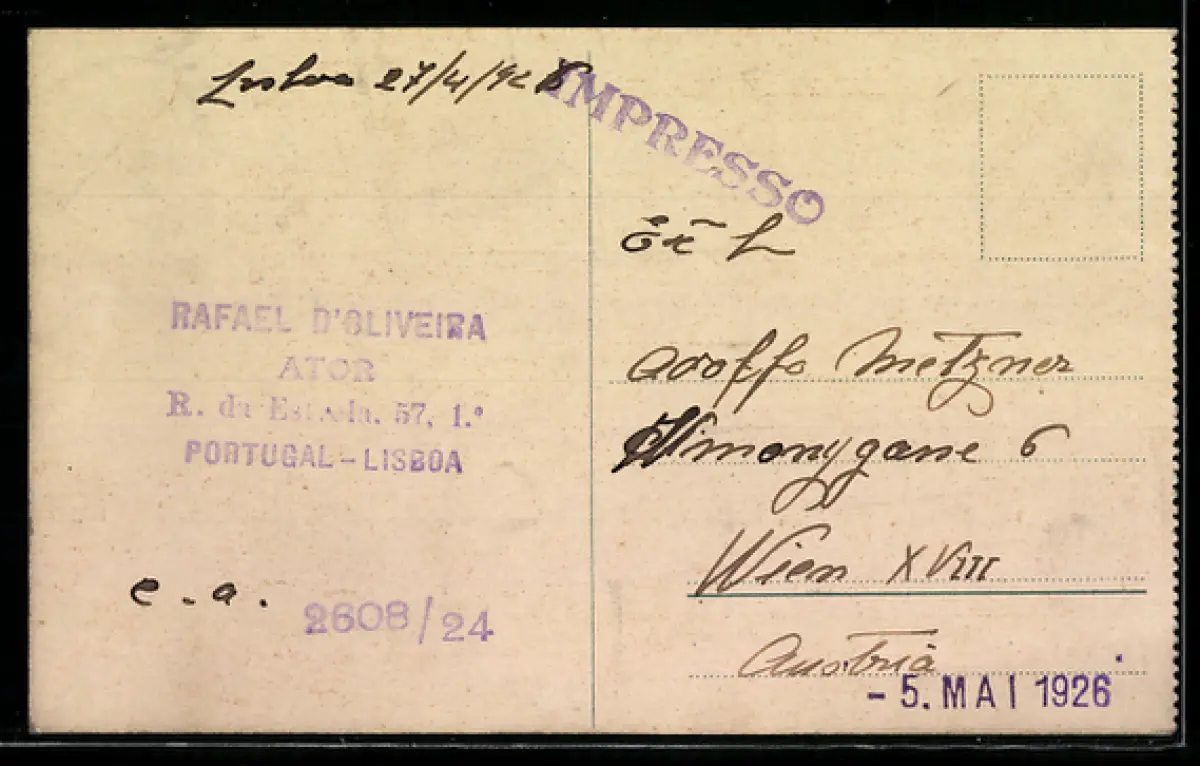 Lisboa 27/4/926
IMPRESSO
RAFAEL D'OLIVEIRA
ATOR
R. da Estrela, 57, 1.º
PORTUGAL-LISBOA
e.a.
2608/24
Adolfo Metzner
6
Wien XVIII
Austria
- 5. MAI 1926